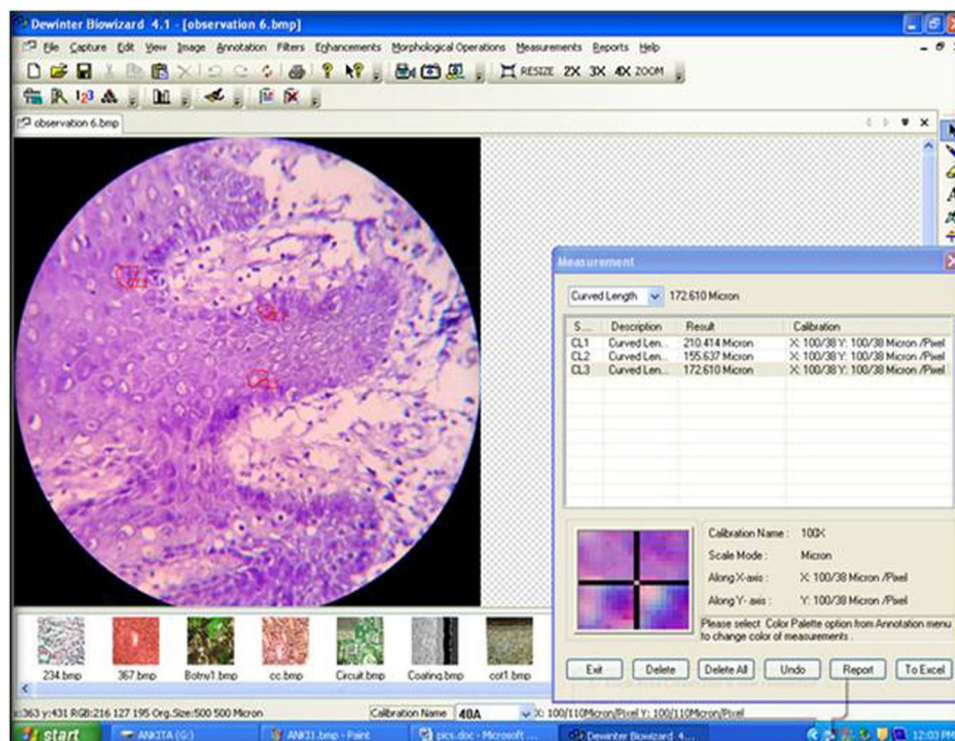 Dewinter Biowizard 4.1 - [observation 6.bmp]
File Capture Edit View Image Annotation Filters Enhancements Morphological Operations Measurements Reports Help
RESIZE 2X 3X 4X ZOOM
123
observation 6.bmp
Measurement
Curved Length 172.610 Micron
S... Description Result Calibration
CL1 Curved Len... 210.414 Micron X: 100/38 Y: 100/38 Micron /Pixel
CL2 Curved Len... 155.637 Micron X: 100/38 Y: 100/38 Micron /Pixel
CL3 Curved Len... 172.610 Micron X: 100/38 Y: 100/38 Micron /Pixel
Calibration Name : 100X
Scale Mode : Micron
Along X-axis : X: 100/38 Micron /Pixel
Along Y- axis : Y: 100/38 Micron /Pixel
Please select Color Palette option from Annotation menu
to change color of measurements .
Exit Delete Delete All Undo Report To Excel
234.bmp 367.bmp Botny1.bmp cc.bmp Circuit.bmp Coating.bmp cot1.bmp
x:363 y:431 RGB:216 127 195 Org.Size:500 500 Micron Calibration Name 40A X: 100/110Micron/Pixel Y: 100/110Micron/Pixel
start ANKITA (G:) ANKI1.bmp - Paint pics.doc - Microsoft ... Dewinter Biowizard 4... 12:03 PM